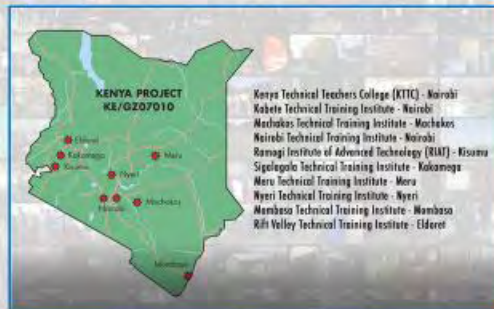 KENYA PROJECT
KE/GZ07010
Eldoret
Kakamega
Kisumu
Meru
Nyeri
Nairobi
Machakos
Mombasa
Kenya Technical Teachers College (KTTC) - Nairobi
Kabete Technical Training Institute - Nairobi
Machakos Technical Training Institute - Machakos
Nairobi Technical Training Institute - Nairobi
Ramogi Institute of Advanced Technology (RIAT) - Kisumu
Sigalagala Technical Training Institute - Kakamega
Meru Technical Training Institute - Meru
Nyeri Technical Training Institute - Nyeri
Mombasa Technical Training Institute - Mombasa
Rift Valley Technical Training Institute - Eldoret